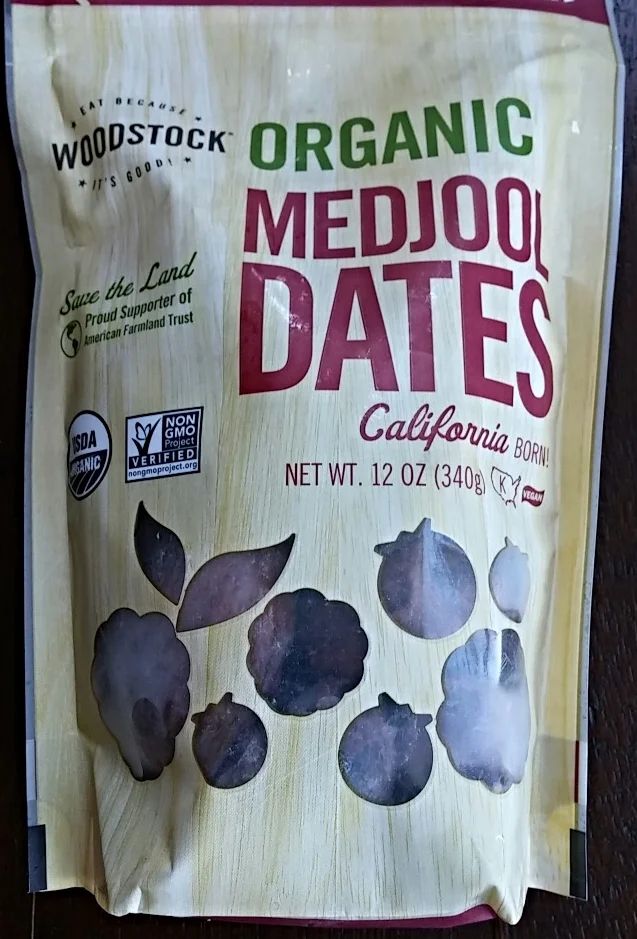 EAT BECAUSE
WOODSTOCK
IT'S GOOD!
ORGANIC
MEDJOOL
DATES
Save the Land
Proud Supporter of
American Farmland Trust
USDA
ORGANIC
NON
GMO
Project
VERIFIED
nongmoproject.org
California BORN!
NET WT. 12 OZ (340g)
K
VEGAN